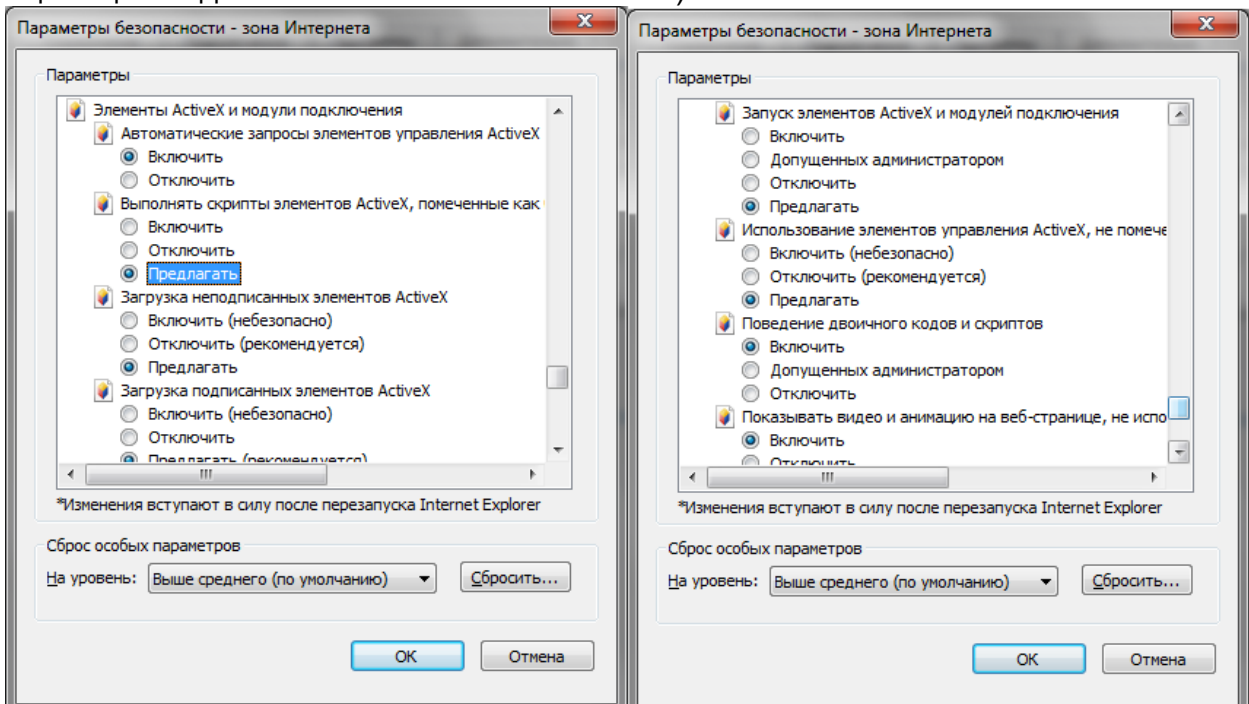 Параметры безопасности - зона Интернета
Параметры
Элементы ActiveX и модули подключения
Автоматические запросы элементов управления ActiveX
Включить
Отключить
Выполнять скрипты элементов ActiveX, помеченные как
Включить
Отключить
Предлагать
Загрузка неподписанных элементов ActiveX
Включить (небезопасно)
Отключить (рекомендуется)
Предлагать
Загрузка подписанных элементов ActiveX
Включить (небезопасно)
Отключить
Предлагать (рекомендуется)
*Изменения вступают в силу после перезапуска Internet Explorer
Сброс особых параметров
На уровень: Выше среднего (по умолчанию) Сбросить...
OK Отмена
Параметры безопасности - зона Интернета
Параметры
Запуск элементов ActiveX и модулей подключения
Включить
Допущенных администратором
Отключить
Предлагать
Использование элементов управления ActiveX, не помече
Включить (небезопасно)
Отключить (рекомендуется)
Предлагать
Поведение двоичного кодов и скриптов
Включить
Допущенных администратором
Отключить
Показывать видео и анимацию на веб-странице, не испо
Включить
Отключить
*Изменения вступают в силу после перезапуска Internet Explorer
Сброс особых параметров
На уровень: Выше среднего (по умолчанию) Сбросить...
OK Отмена